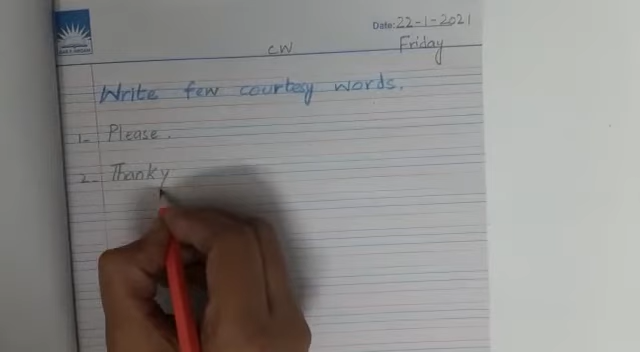 Date: 22-1-2021
CW Friday
Write few courtesy words.
1- Please.
2- Thanky